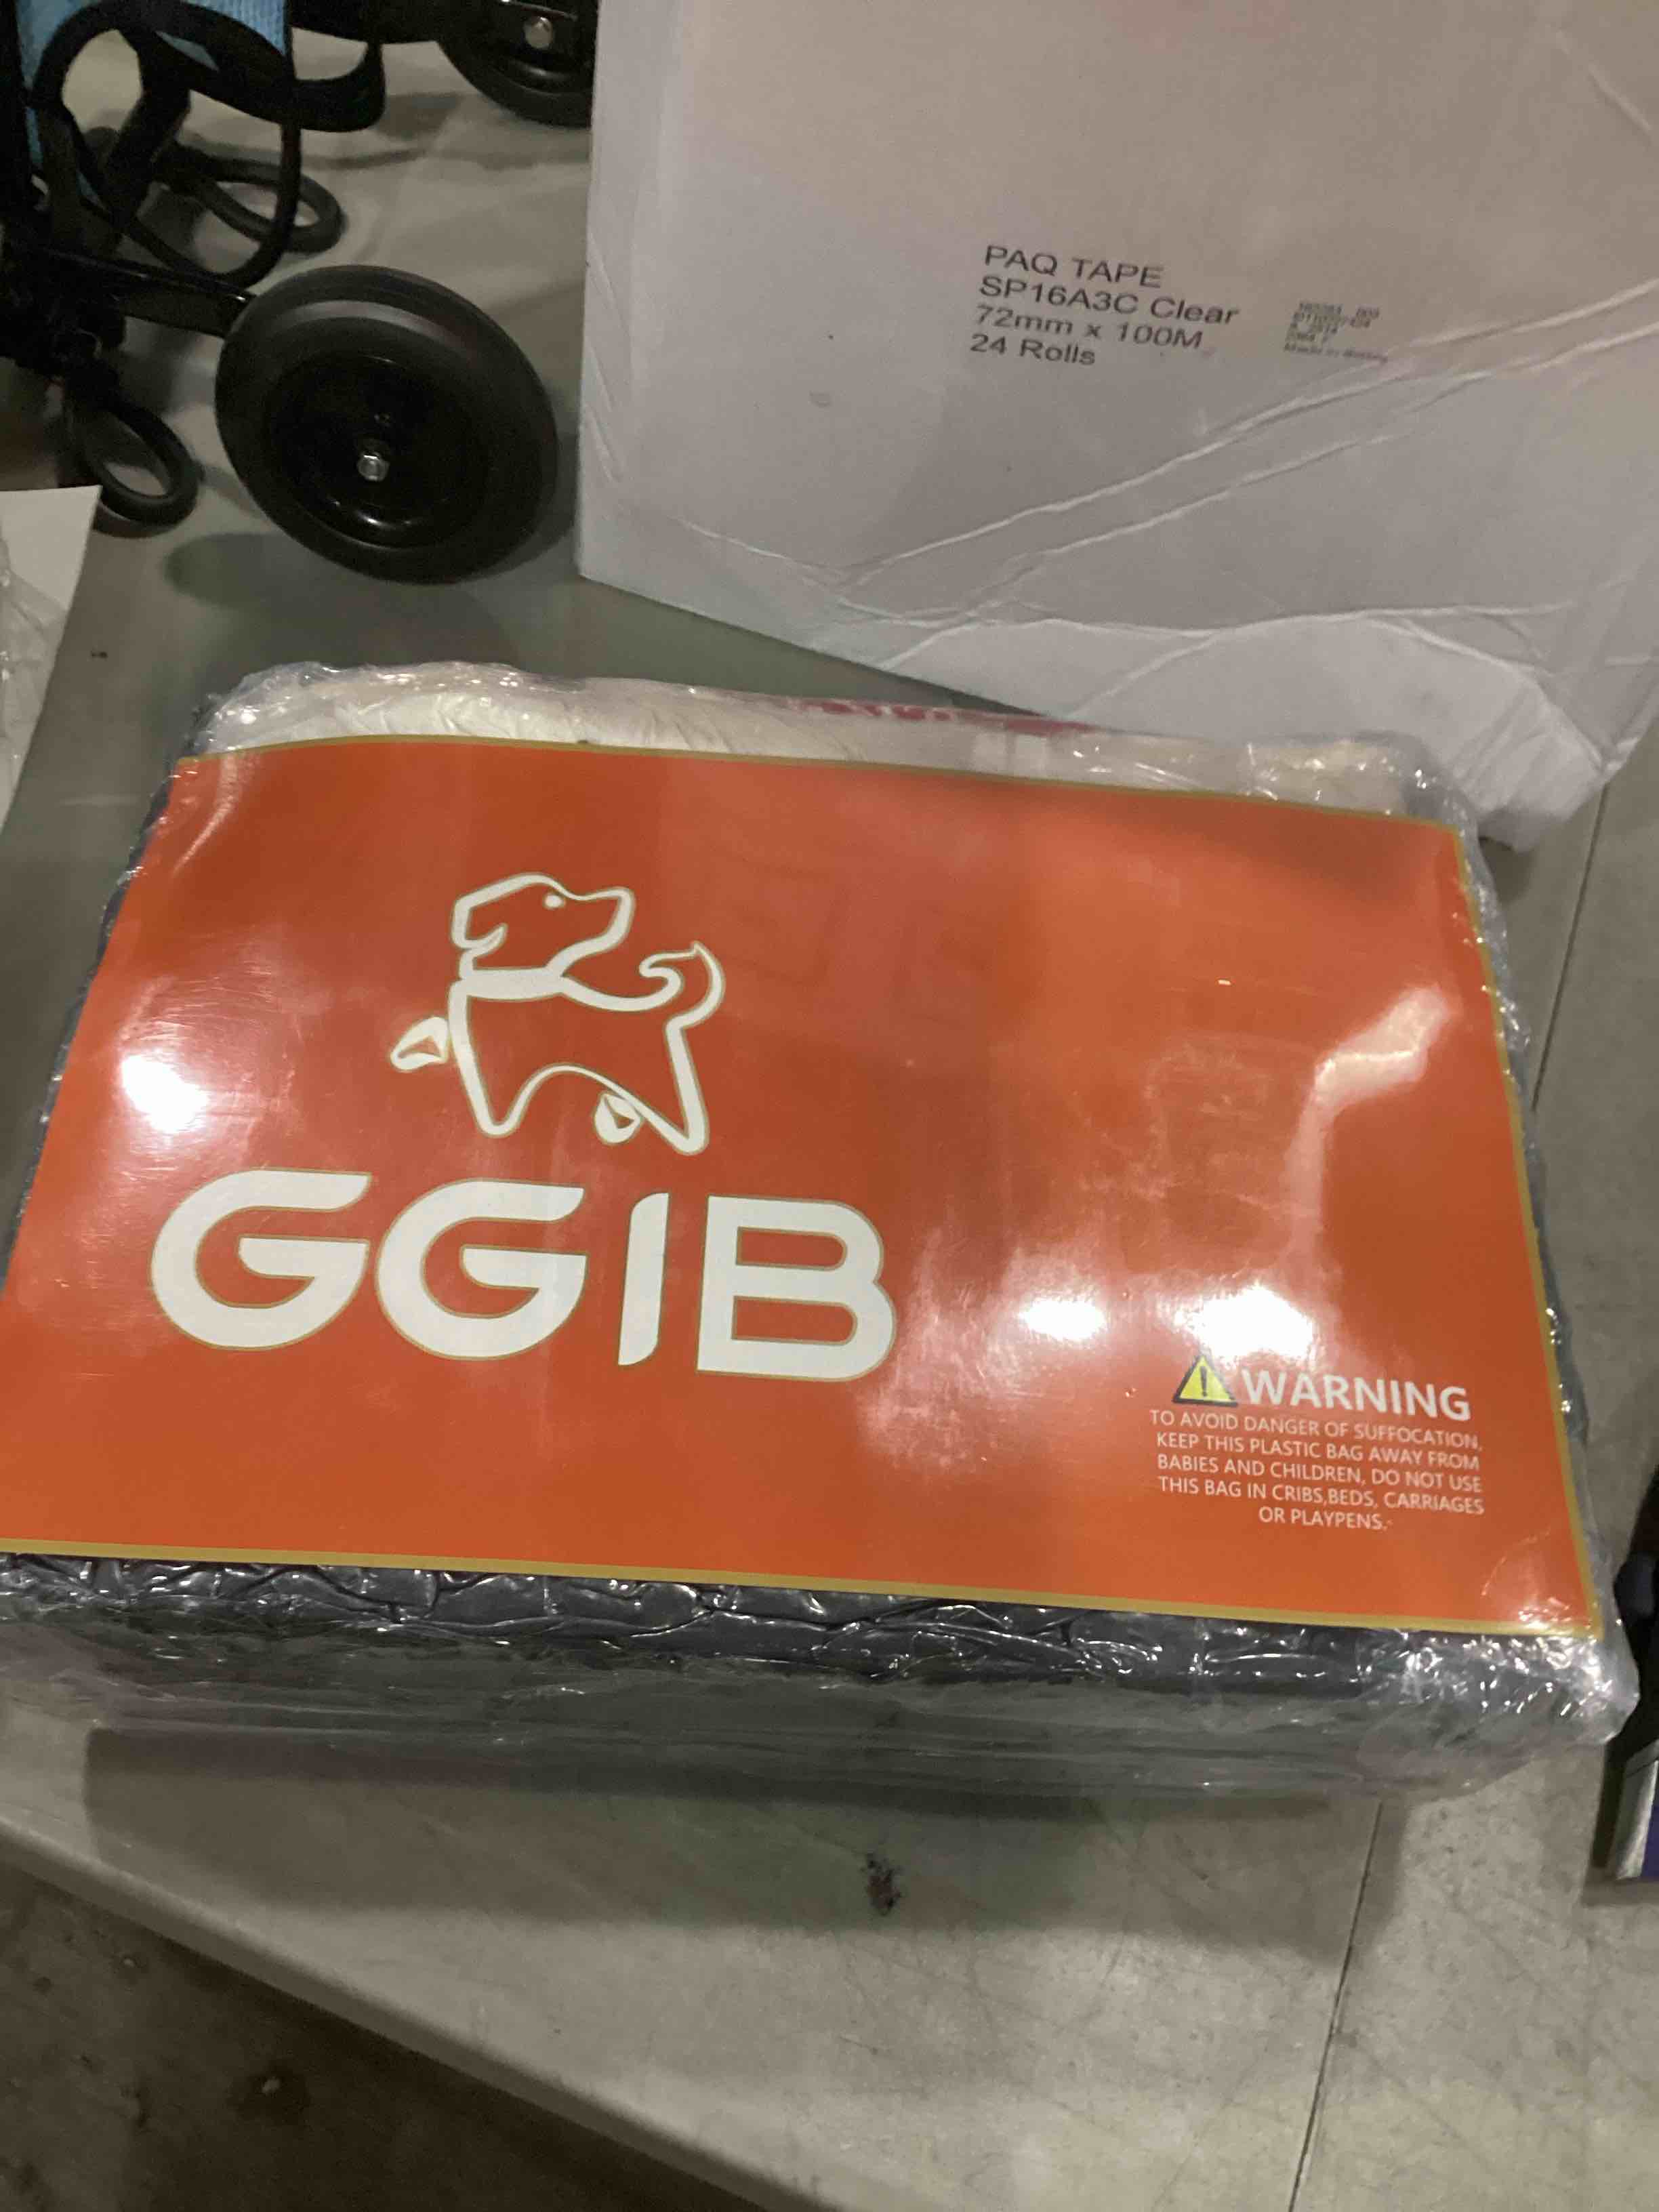 PAQ TAPE
SP16A3C Clear
72mm x 100M
24 Rolls
GGIB
WARNING
TO AVOID DANGER OF SUFFOCATION,
KEEP THIS PLASTIC BAG AWAY FROM
BABIES AND CHILDREN, DO NOT USE
THIS BAG IN CRIBS,BEDS, CARRIAGES
OR PLAYPENS.